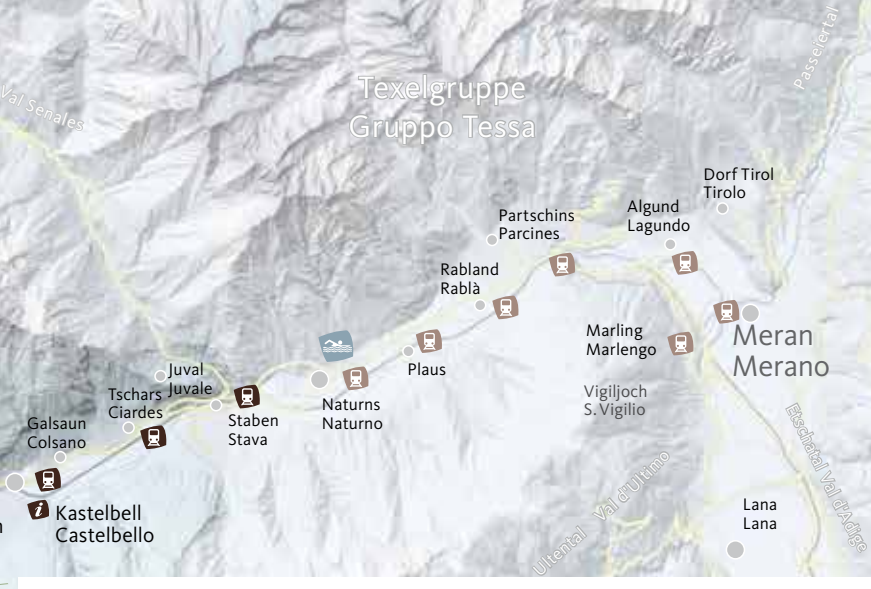 Passeiertal
Val Senales
Texelgruppe
Gruppo Tessa
Dorf Tirol
Tirolo
Algund
Lagundo
Partschins
Parcines
Rabland
Rablà
Marling
Marlengo
Meran
Merano
Plaus
Juval
Juvale
Tschars
Ciardes
Naturns
Naturno
Vigiljoch
S. Vigilio
Staben
Stava
Galsaun
Colsano
Etschatal Val d'Adige
Ultental Val d'Ultimo
i
Kastelbell
Castelbello
n
Lana
Lana